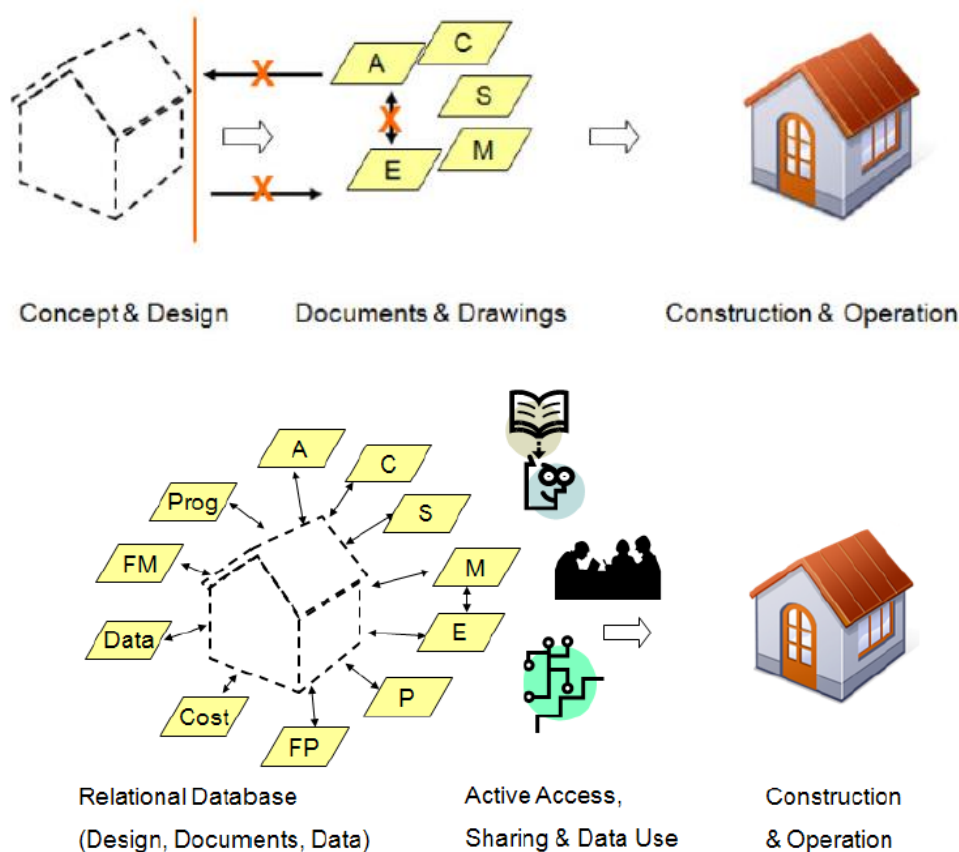 C
A
X
S
X
M
E
X
Concept & Design
Documents & Drawings
Construction & Operation
A
C
Prog
S
FM
M
Data
E
P
Cost
FP
Relational Database
(Design, Documents, Data)
Active Access,
Sharing & Data Use
Construction
& Operation